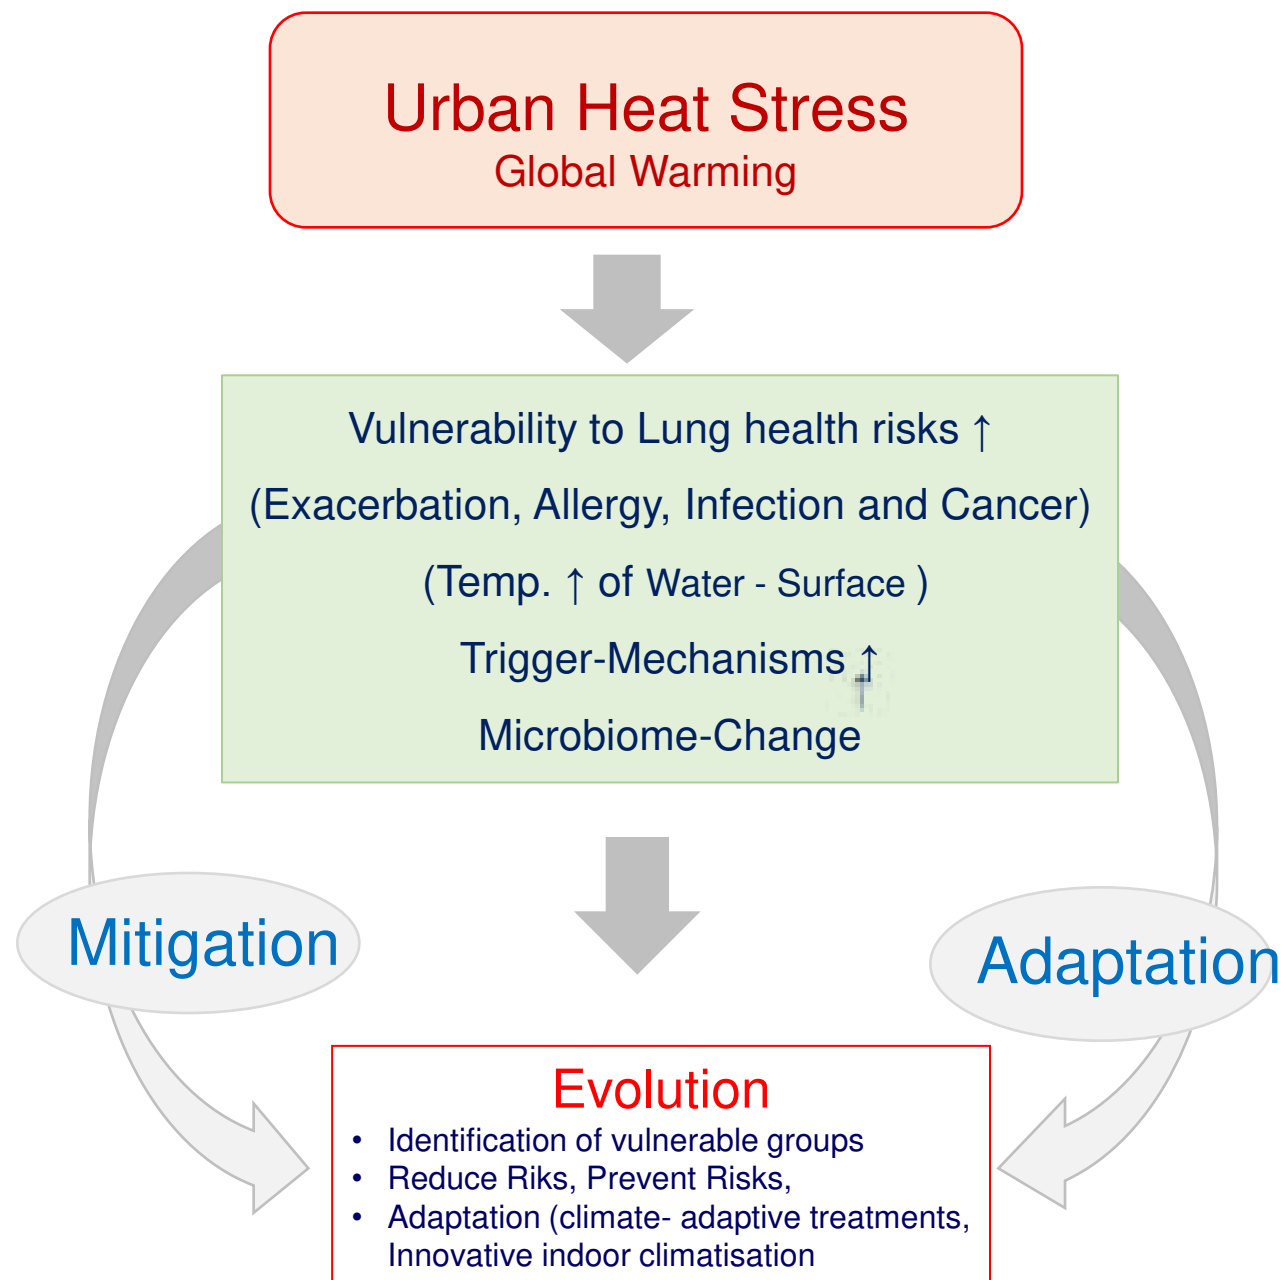 Urban Heat Stress
Global Warming
Vulnerability to Lung health risks ↑
(Exacerbation, Allergy, Infection and Cancer)
(Temp. ↑ of Water - Surface )
Trigger-Mechanisms ↑
Microbiome-Change
Mitigation
Adaptation
Evolution
• Identification of vulnerable groups
• Reduce Riks, Prevent Risks,
• Adaptation (climate- adaptive treatments,
Innovative indoor climatisation